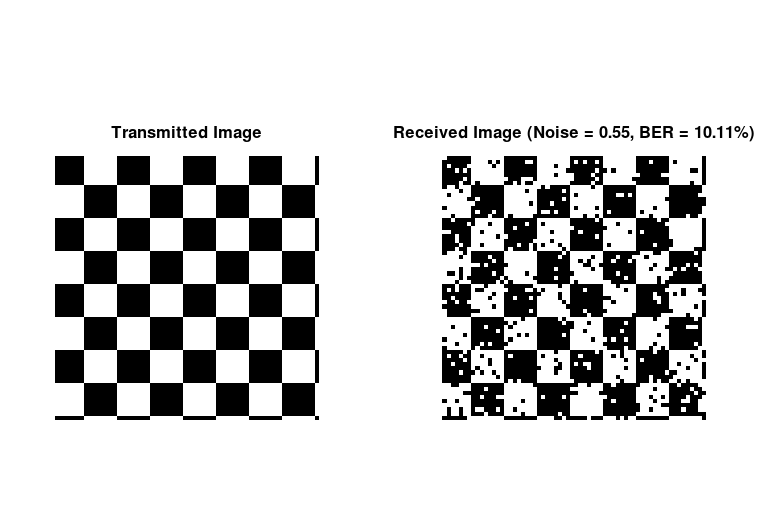 Transmitted Image
Received Image (Noise = 0.55, BER = 10.11%)